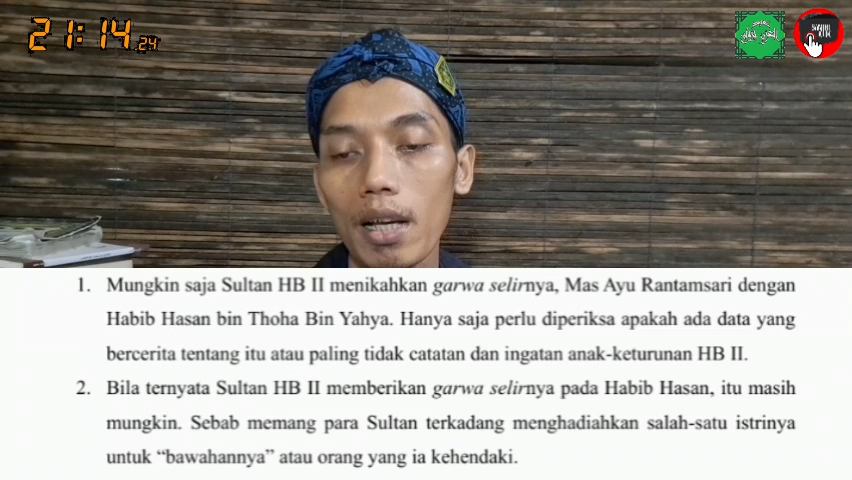 21:14.24
1. Mungkin saja Sultan HB II menikahkan garwa selirnya, Mas Ayu Rantamsari dengan
Habib Hasan bin Thoha Bin Yahya. Hanya saja perlu diperiksa apakah ada data yang
bercerita tentang itu atau paling tidak catatan dan ingatan anak-keturunan HB II.
2. Bila ternyata Sultan HB II memberikan garwa selirnya pada Habib Hasan, itu masih
mungkin. Sebab memang para Sultan terkadang menghadiahkan salah-satu istrinya
untuk “bawahannya” atau orang yang ia kehendaki.